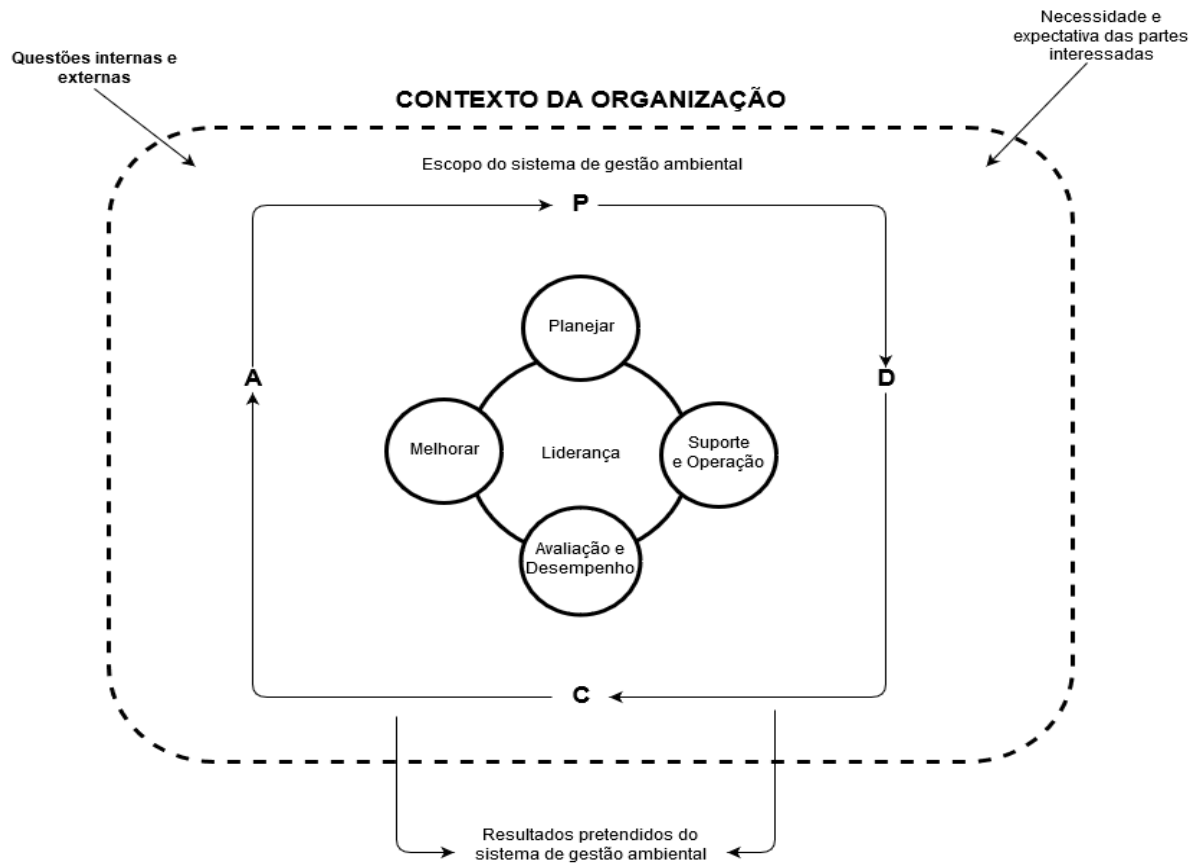 Necessidade e
expectativa das partes
interessadas
Questões internas e
externas
CONTEXTO DA ORGANIZAÇÃO
Escopo do sistema de gestão ambiental
P
Planejar
A
D
Melhorar
Liderança
Suporte
e Operação
Avaliação e
Desempenho
C
Resultados pretendidos do
sistema de gestão ambiental